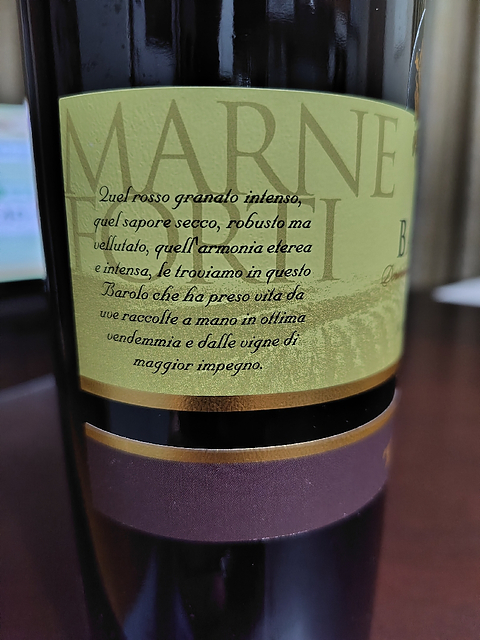 MARNE
FORTI
Quel rosso granato intenso,
quel sapore secco, robusto ma
vellutato, quell'armonia eterea
e intensa, le troviamo in questo
Barolo che ha preso vita da
uve raccolte a mano in ottima
vendemmia e dalle vigne di
maggior impegno.
B